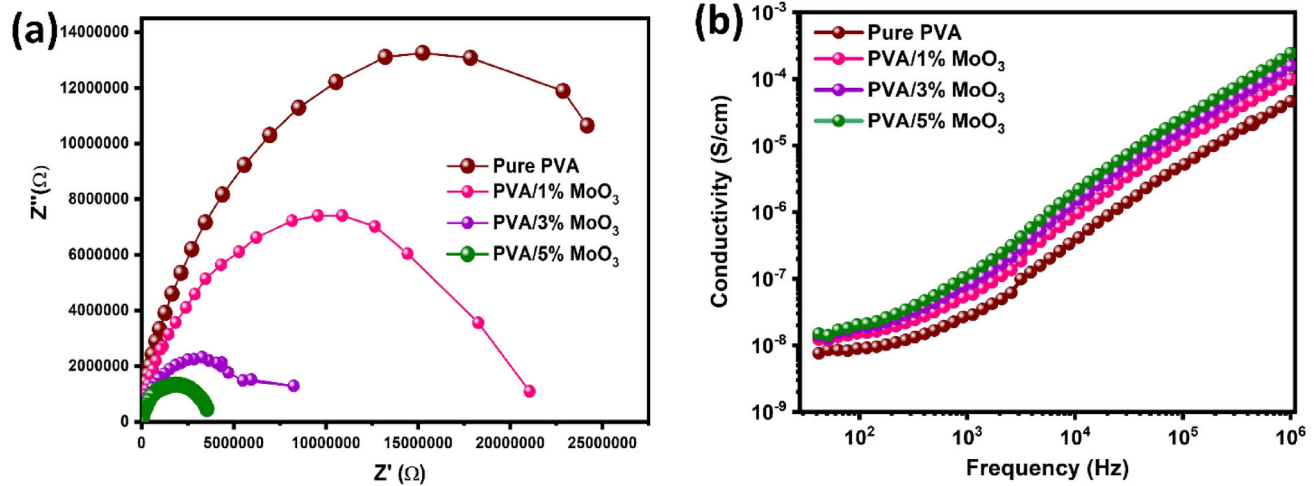 (a)
14000000
12000000
10000000
8000000
6000000
4000000
2000000
0
Z''(Ω)
Pure PVA
PVA/1% MoO₃
PVA/3% MoO₃
PVA/5% MoO₃
0 5000000 10000000 15000000 20000000 25000000
Z' (Ω)
(b)
10⁻³
10⁻⁴
10⁻⁵
10⁻⁶
10⁻⁷
10⁻⁸
10⁻⁹
Conductivity (S/cm)
Pure PVA
PVA/1% MoO₃
PVA/3% MoO₃
PVA/5% MoO₃
10² 10³ 10⁴ 10⁵ 10⁶
Frequency (Hz)